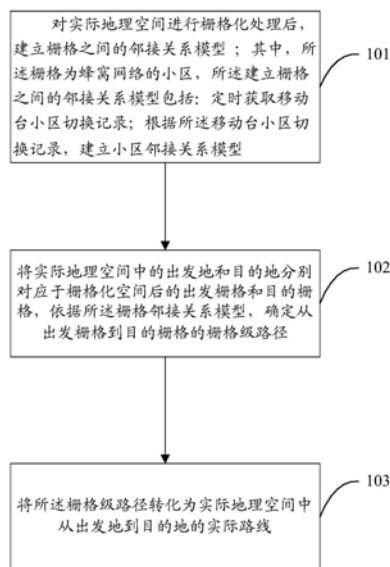 对实际地理空间进行栅格化处理后，
建立栅格之间的邻接关系模型；其中，所
述栅格为蜂窝网络的小区，所述建立栅格
之间的邻接关系模型包括：定时获取移动
台小区切换记录；根据所述移动台小区切
换记录，建立小区邻接关系模型
101
将实际地理空间中的出发地和目的地分别
对应于栅格化空间后的出发栅格和目的栅
格，依据所述栅格邻接关系模型，确定从
出发栅格到目的栅格的栅格级路径
102
将所述栅格级路径转化为实际地理空间中
从出发地到目的地的实际路线
103